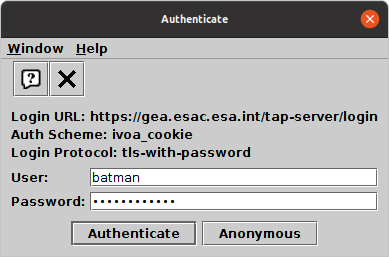 Authenticate
Window Help
Login URL: https://gea.esac.esa.int/tap-server/login
Auth Scheme: ivoa_cookie
Login Protocol: tls-with-password
User: batman
Password: ••••••••••••
Authenticate Anonymous